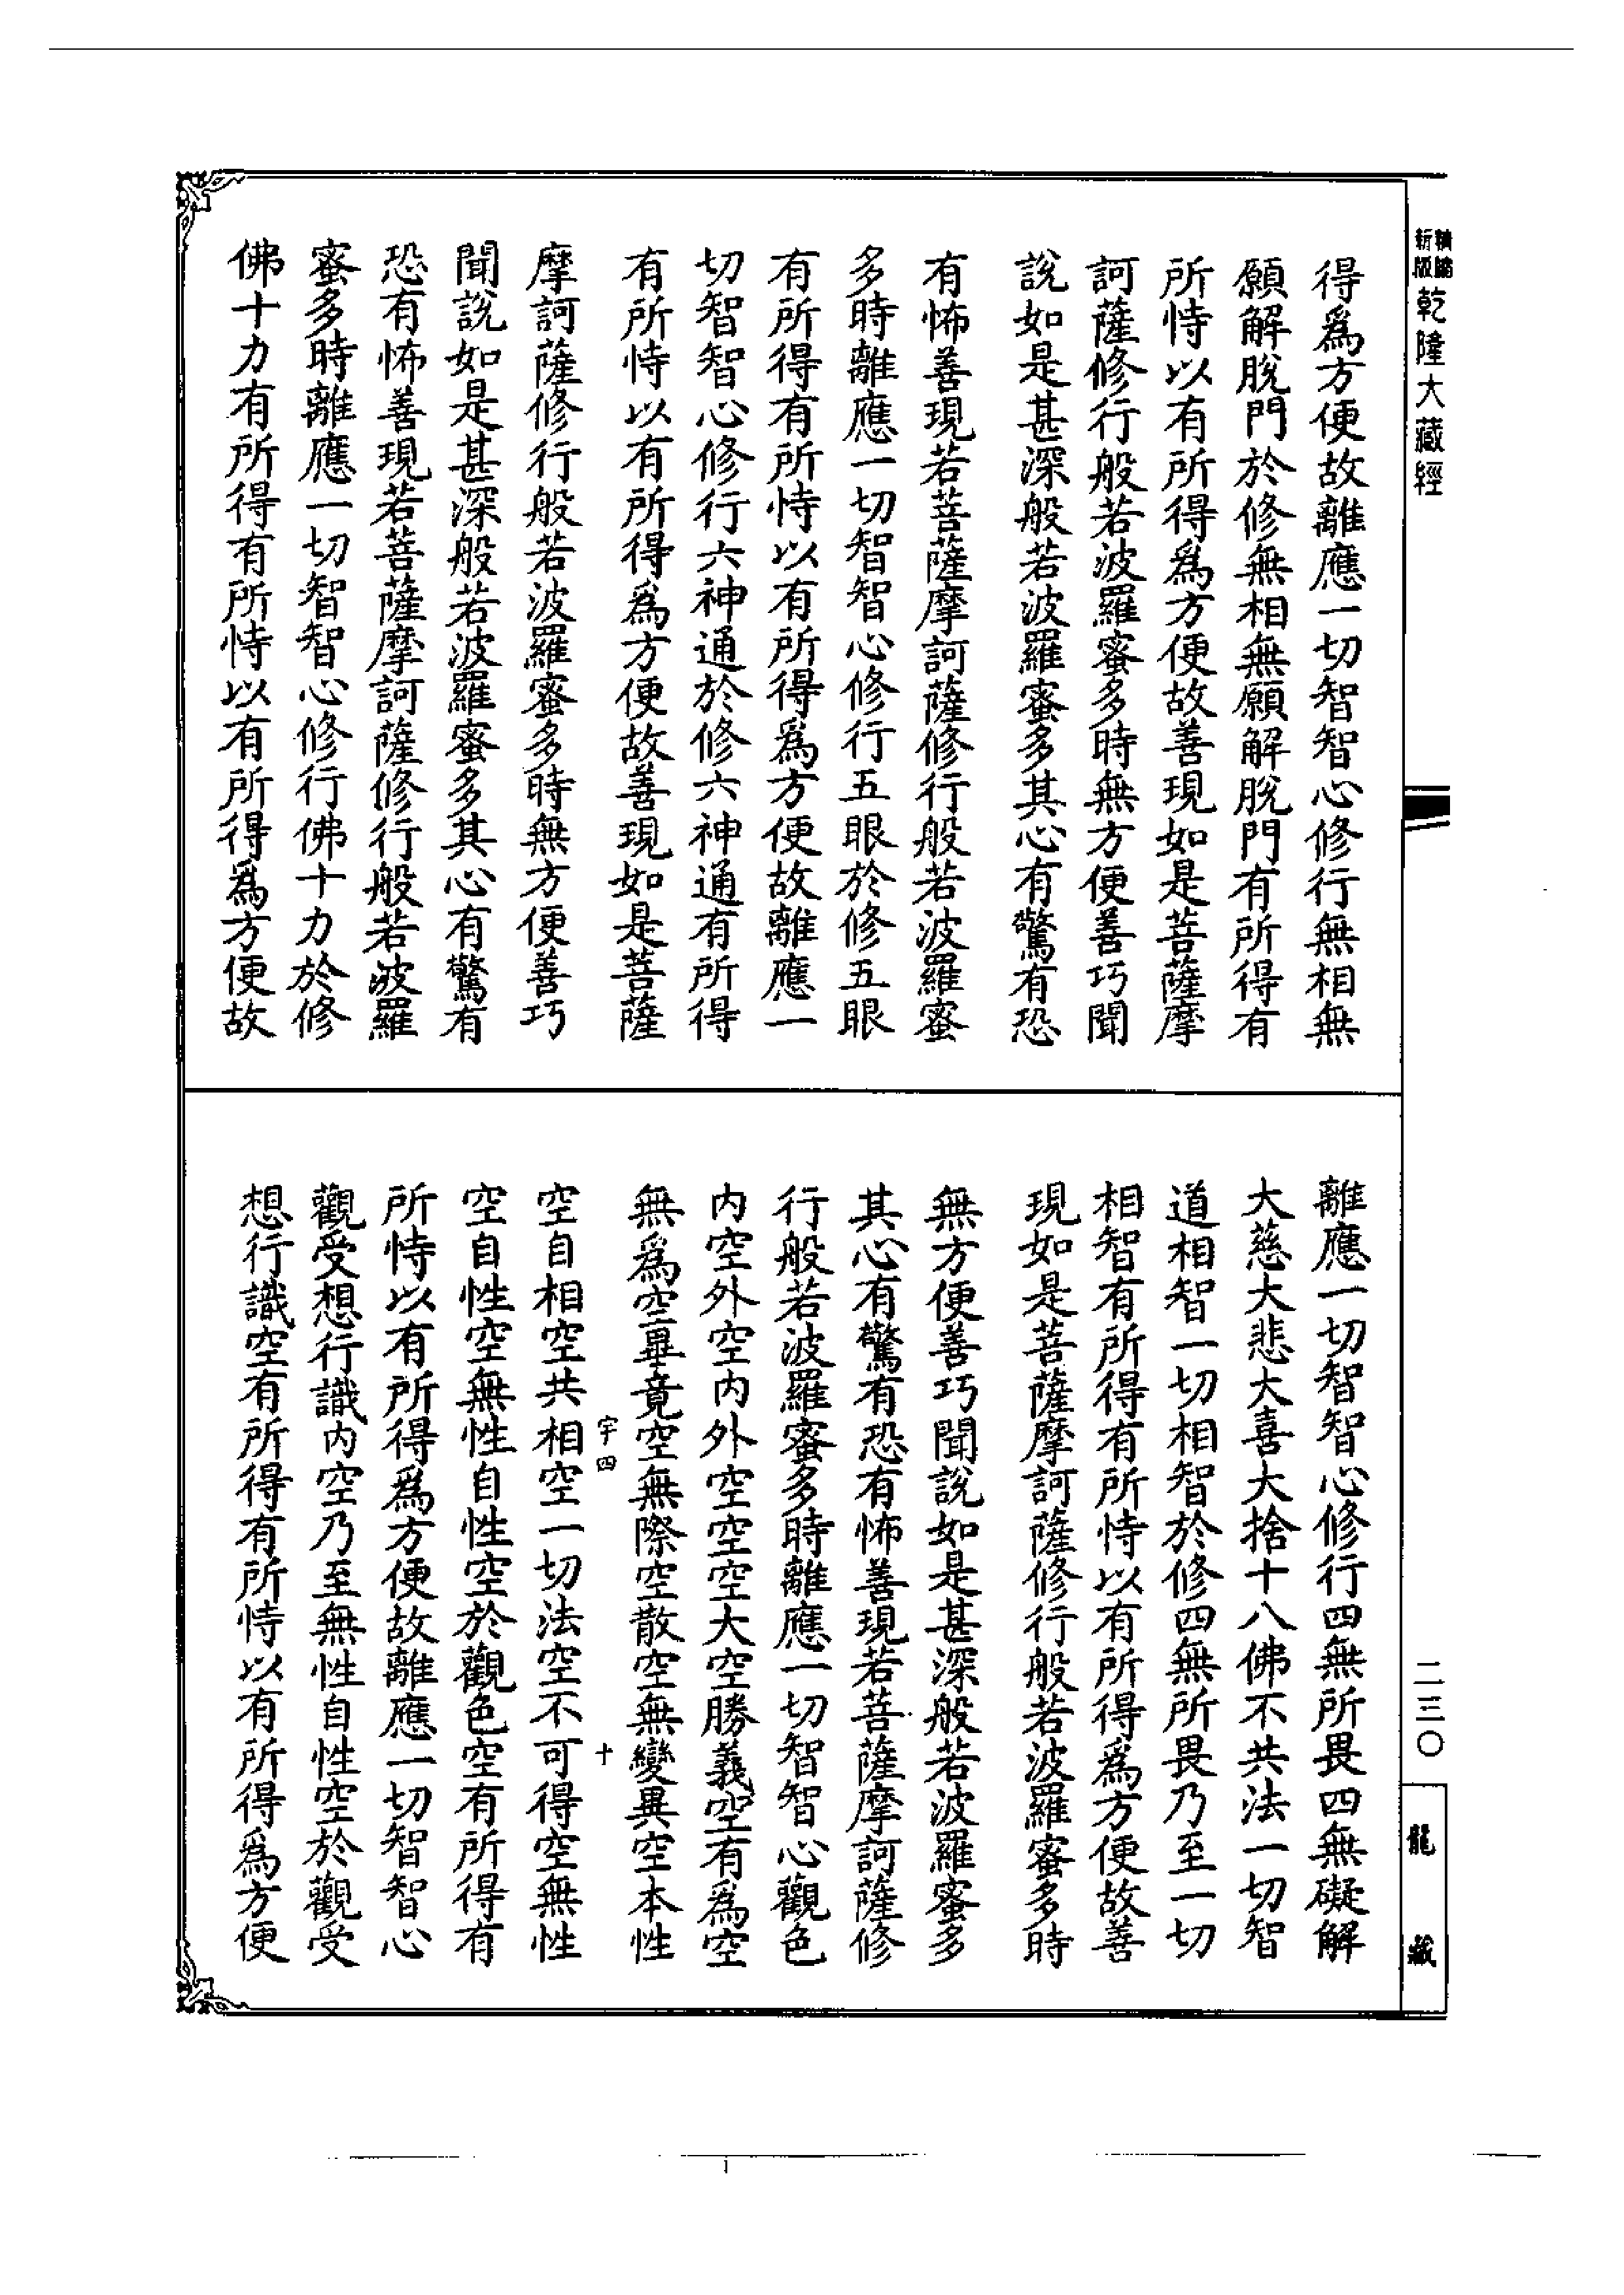 新版精縮乾隆大藏經
得爲方便故離應一切智智心修行無相無
願解脫門於修無相無願解脫門有所得有
所恃以有所得爲方便故善現如是菩薩摩
訶薩修行般若波羅蜜多時無方便善巧聞
說如是甚深般若波羅蜜多其心有驚有恐
有怖善現若菩薩摩訶薩修行般若波羅蜜
多時離應一切智智心修行五眼於修五眼
有所得有所恃以有所得爲方便故離應一
切智智心修行六神通於修六神通有所得
有所恃以有所得爲方便故善現如是菩薩
摩訶薩修行般若波羅蜜多時無方便善巧
聞說如是甚深般若波羅蜜多其心有驚有
恐有怖善現若菩薩摩訶薩修行般若波羅
蜜多時離應一切智智心修行佛十力於修
佛十力有所得有所恃以有所得爲方便故
離應一切智智心修行四無所畏四無礙解
大慈大悲大喜大捨十八佛不共法一切智
道相智一切相智於修四無所畏乃至一切
相智有所得有所恃以有所得爲方便故善
現如是菩薩摩訶薩修行般若波羅蜜多時
無方便善巧聞說如是甚深般若波羅蜜多
其心有驚有恐有怖善現若菩薩摩訶薩修
行般若波羅蜜多時離應一切智智心觀色
内空外空内外空空空大空勝義空有爲空
無爲空畢竟空無際空散空無變異空本性
宇四 十
空自相空共相空一切法空不可得空無性
空自性空無性自性空於觀色空有所得有
所恃以有所得爲方便故離應一切智智心
觀受想行識内空乃至無性自性空於觀受
想行識空有所得有所恃以有所得爲方便
二三〇
龍藏